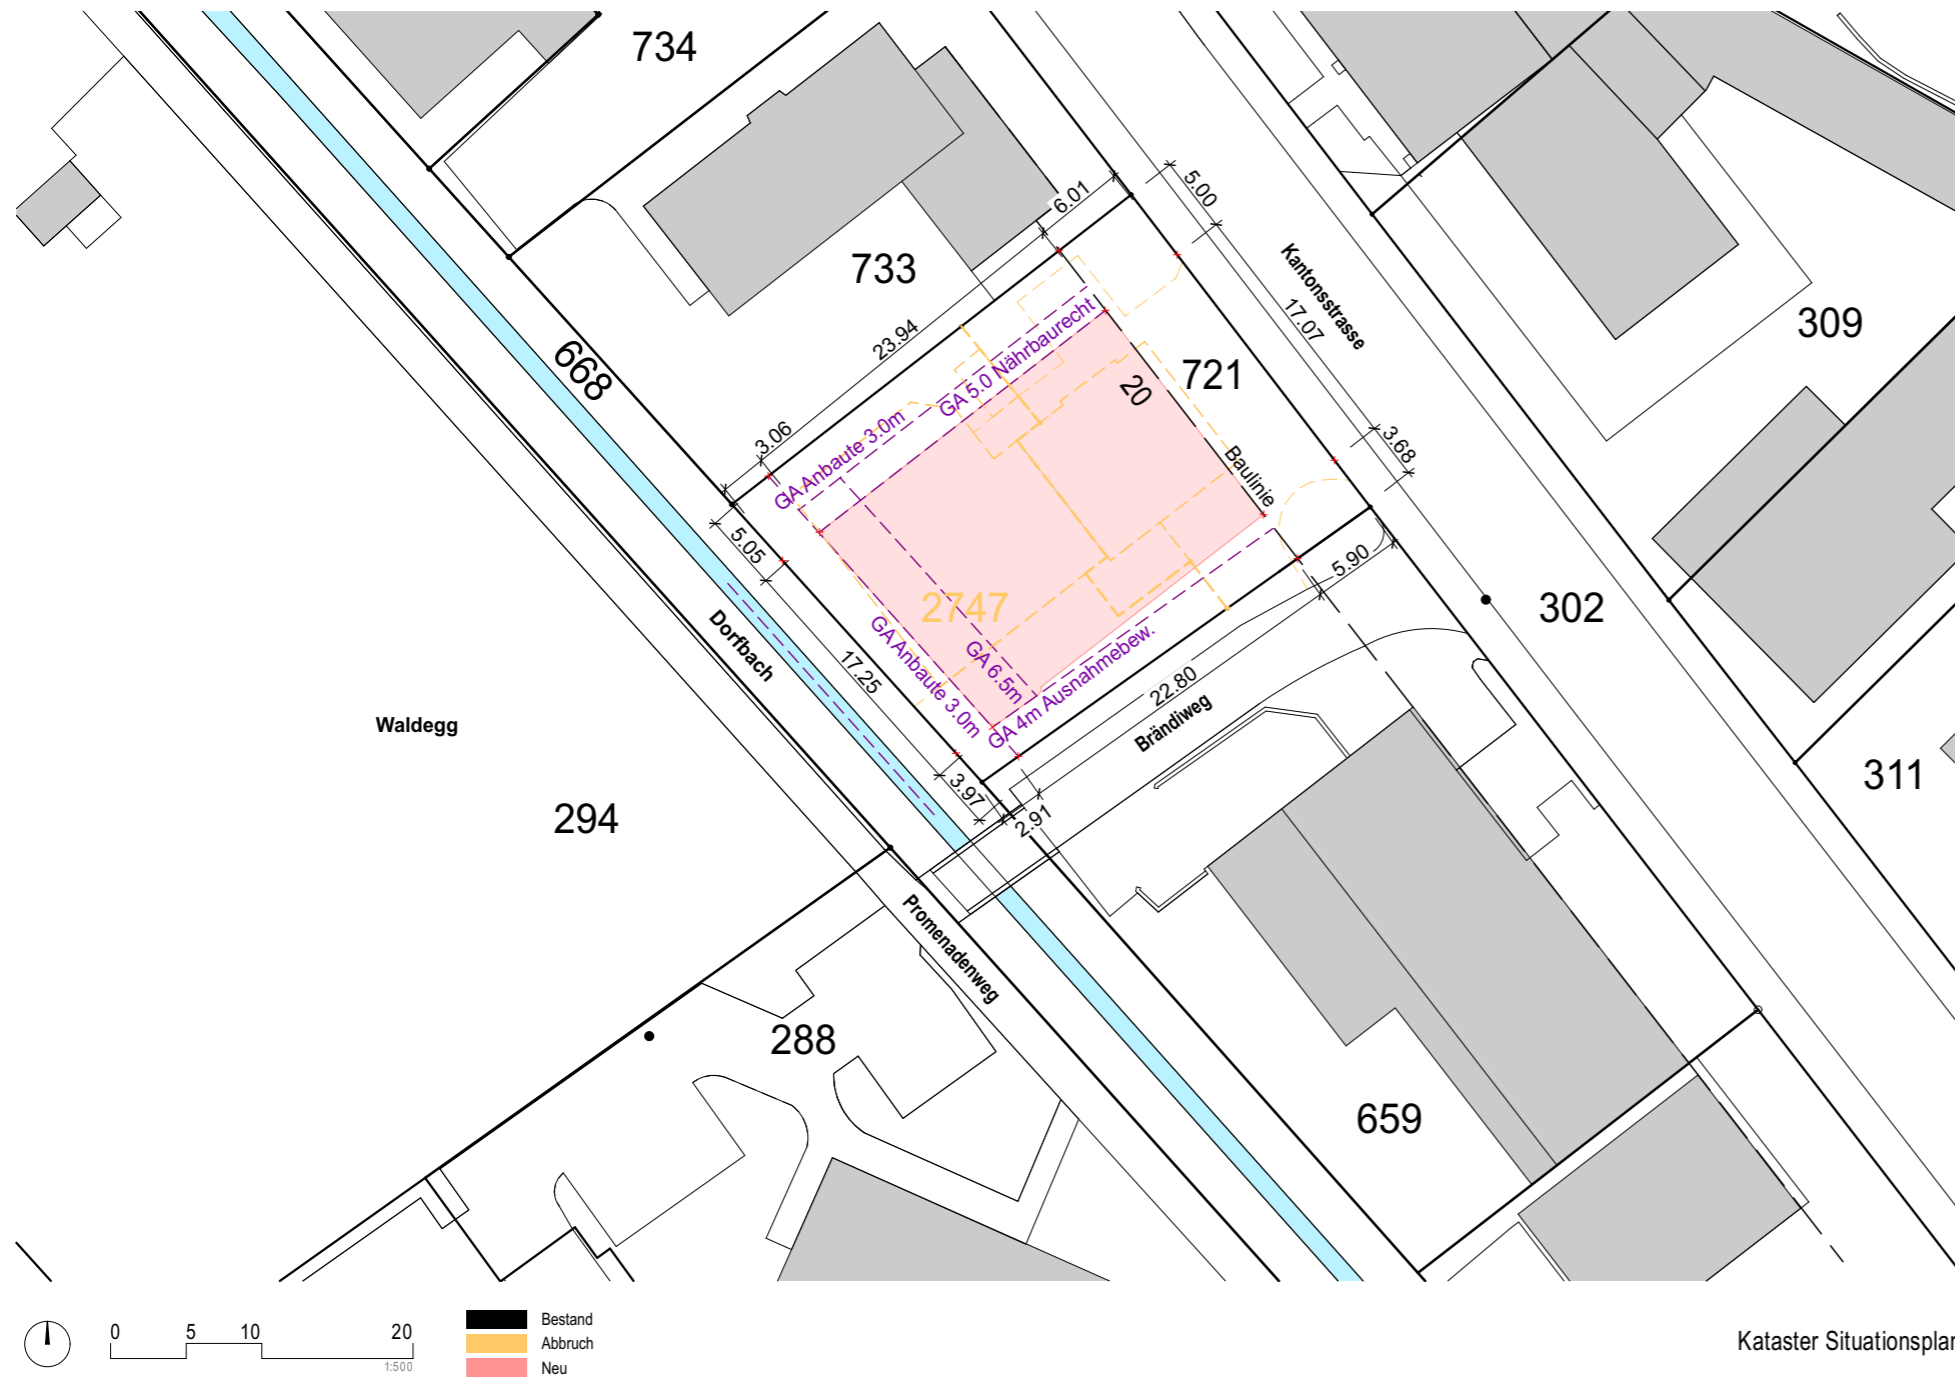 734
6.01
5.00
733
Kantonsstrasse
23.94
17.07
309
668
GA 5.0 Nährbaurecht
721
20
3.06
GA Anbaute 3.0m
3.68
Baulinie
5.05
5.90
2747
302
Dorfbach
GA Anbaute 3.0m
GA 6.5m
GA 4m Ausnahmebew.
17.25
22.80
Brändiweg
Waldegg
3.97
2.91
311
294
Promenadenweg
288
659
0 5 10 20
1:500
Bestand
Abbruch
Neu
Kataster Situationsplan